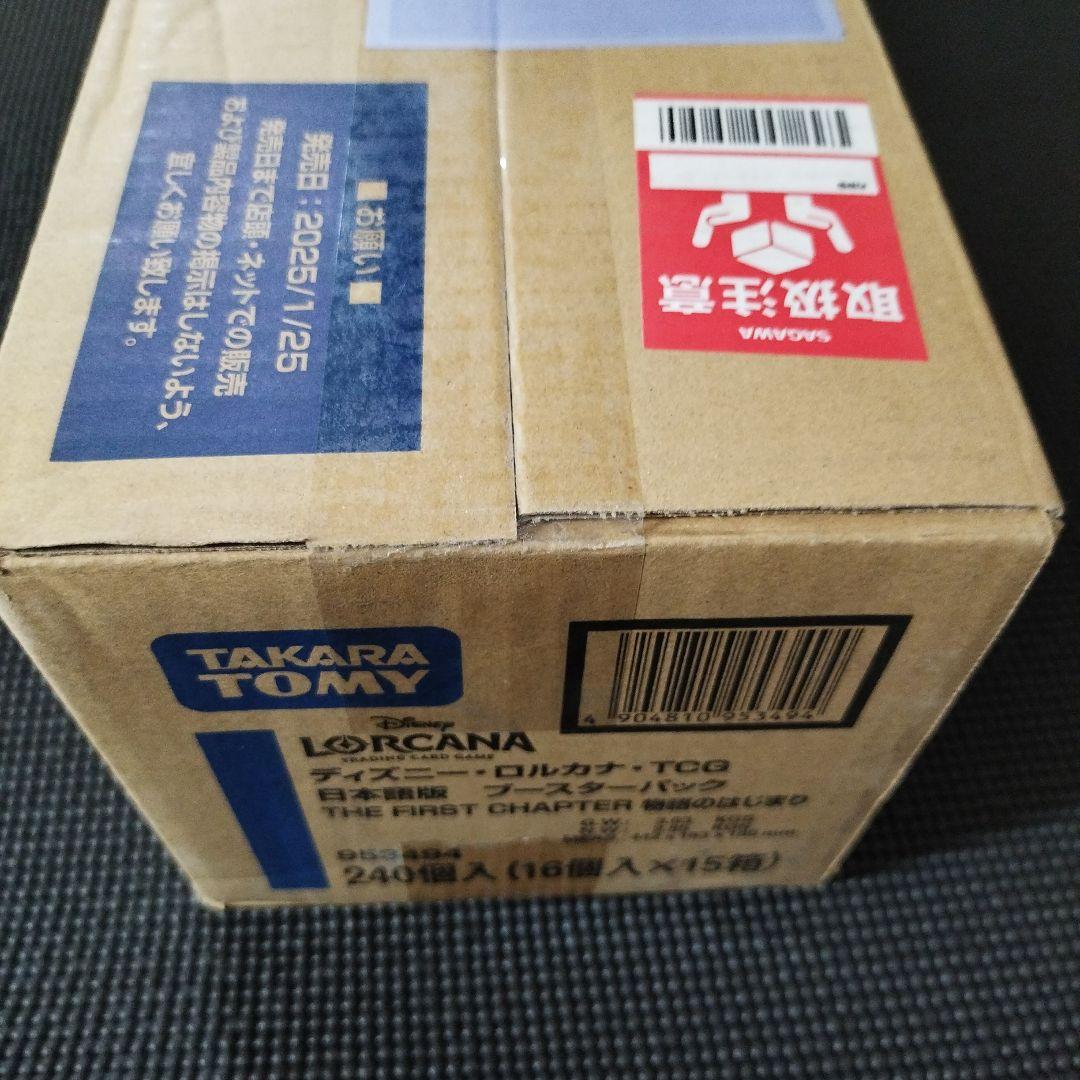 ■お願い■
発売日：2025/1/25
発売日まで店頭・ネットでの販売
および商品内容物の掲示はしないよう、
宜しくお願い致します。
取扱注意
SAGAWA
TAKARA
TOMY
4 904810 953494
Disney
LORCANA
TRADING CARD GAME
ディズニー・ロルカナ・TCG
日本語版 ブースターパック
THE FIRST CHAPTER 物語のはじまり
G.W.:
N.W.:
953494
240個入(16個入×15箱)